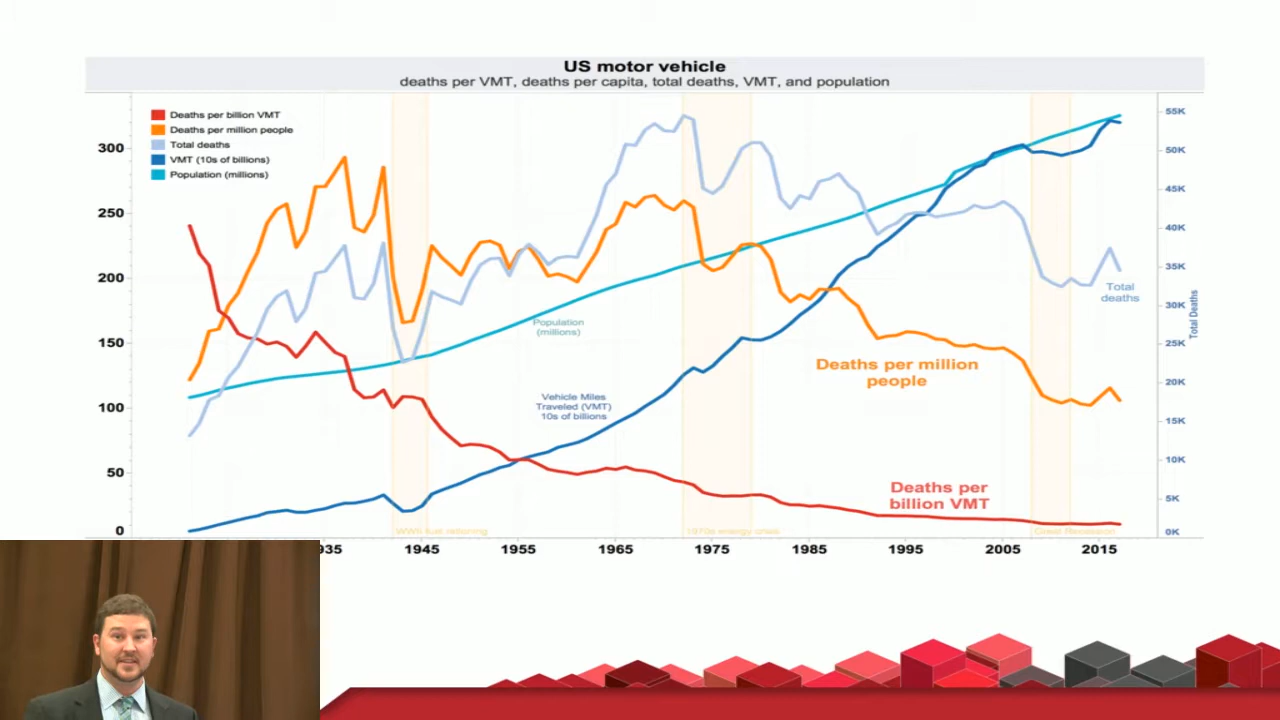 US motor vehicle
deaths per VMT, deaths per capita, total deaths, VMT, and population
Deaths per billion VMT
Deaths per million people
Total deaths
VMT (10s of billions)
Population (millions)
300
250
200
150
100
50
0
55K
50K
45K
40K
35K
30K
25K
20K
15K
10K
5K
0K
Total Deaths
Total
deaths
Population
(millions)
Deaths per million
people
Vehicle Miles
Traveled (VMT)
10s of billions
Deaths per
billion VMT
WWII fuel rationing
1970s energy crisis
Great Recession
935
1945
1955
1965
1975
1985
1995
2005
2015